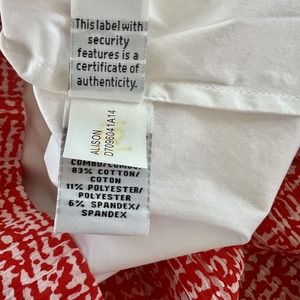 This label with
security
features is a
certificate of
authenticity.
ALISON
D7096041A14
COMBO/COMBO:
83% COTTON/
COTON
11% POLYESTER/
POLYESTER
6% SPANDEX/
SPANDEX